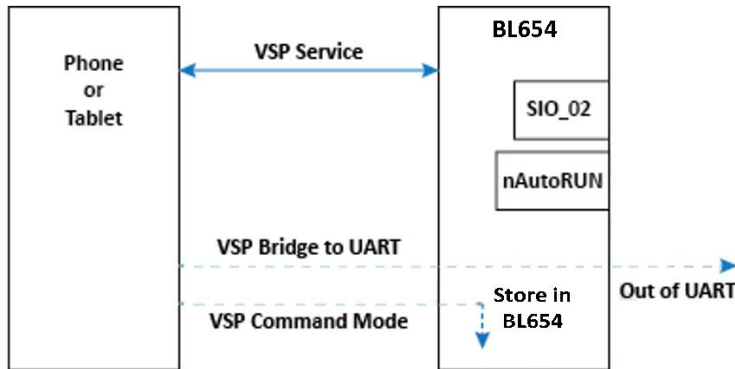 BL654
VSP Service
Phone
or
Tablet
SIO_02
nAutoRUN
VSP Bridge to UART
Out of UART
Store in
BL654
VSP Command Mode